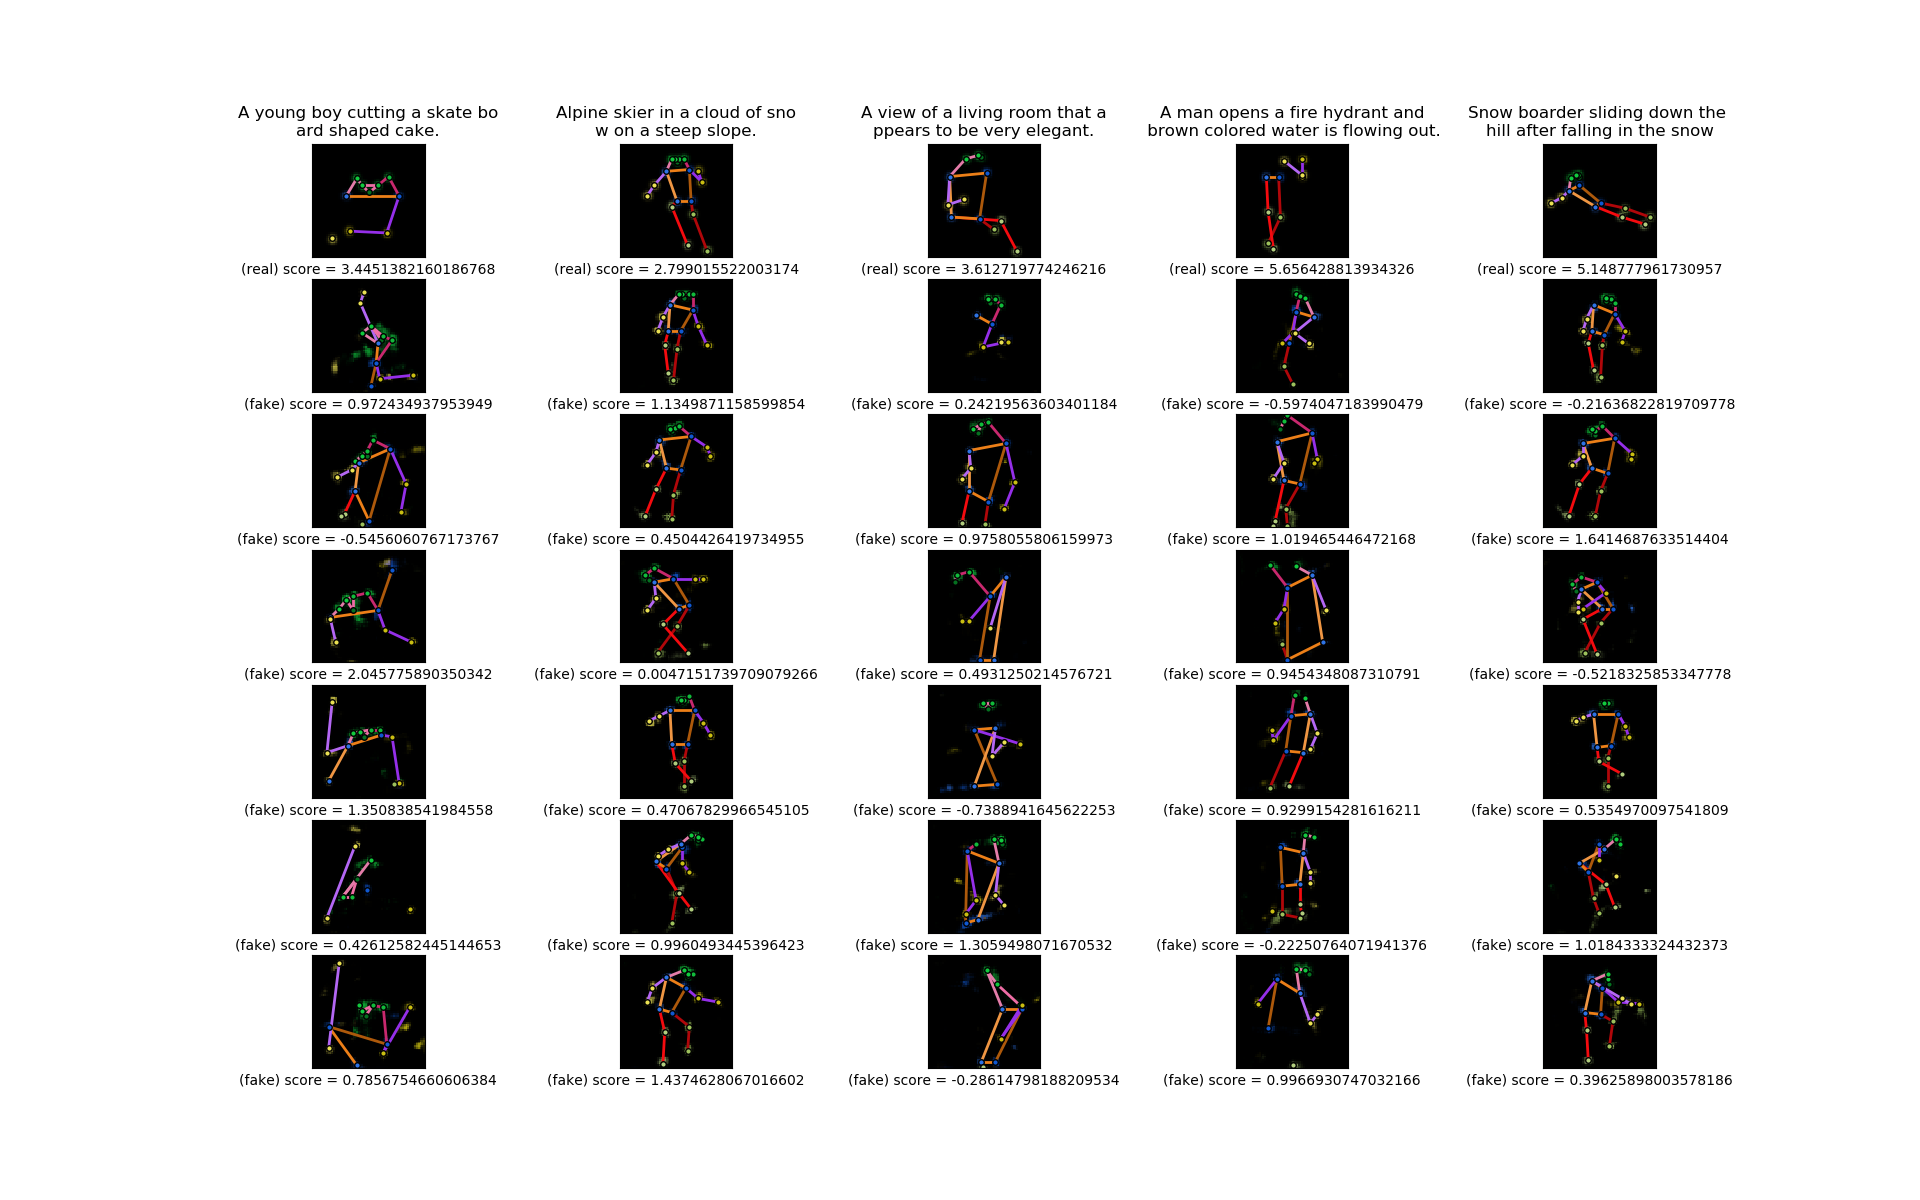 A young boy cutting a skate bo
ard shaped cake.
Alpine skier in a cloud of sno
w on a steep slope.
A view of a living room that a
ppears to be very elegant.
A man opens a fire hydrant and
brown colored water is flowing out.
Snow boarder sliding down the
hill after falling in the snow
(real) score = 3.4451382160186768
(real) score = 2.799015522003174
(real) score = 3.612719774246216
(real) score = 5.656428813934326
(real) score = 5.148777961730957
(fake) score = 0.972434937953949
(fake) score = 1.1349871158599854
(fake) score = 0.24219563603401184
(fake) score = -0.5974047183990479
(fake) score = -0.21636822819709778
(fake) score = -0.5456060767173767
(fake) score = 0.4504426419734955
(fake) score = 0.9758055806159973
(fake) score = 1.019465446472168
(fake) score = 1.6414687633514404
(fake) score = 2.045775890350342
(fake) score = 0.0047151739709079266
(fake) score = 0.4931250214576721
(fake) score = 0.9454348087310791
(fake) score = -0.5218325853347778
(fake) score = 1.350838541984558
(fake) score = 0.47067829966545105
(fake) score = -0.7388941645622253
(fake) score = 0.9299154281616211
(fake) score = 0.5354970097541809
(fake) score = 0.42612582445144653
(fake) score = 0.9960493445396423
(fake) score = 1.3059498071670532
(fake) score = -0.22250764071941376
(fake) score = 1.0184333324432373
(fake) score = 0.7856754660606384
(fake) score = 1.4374628067016602
(fake) score = -0.28614798188209534
(fake) score = 0.9966930747032166
(fake) score = 0.39625898003578186